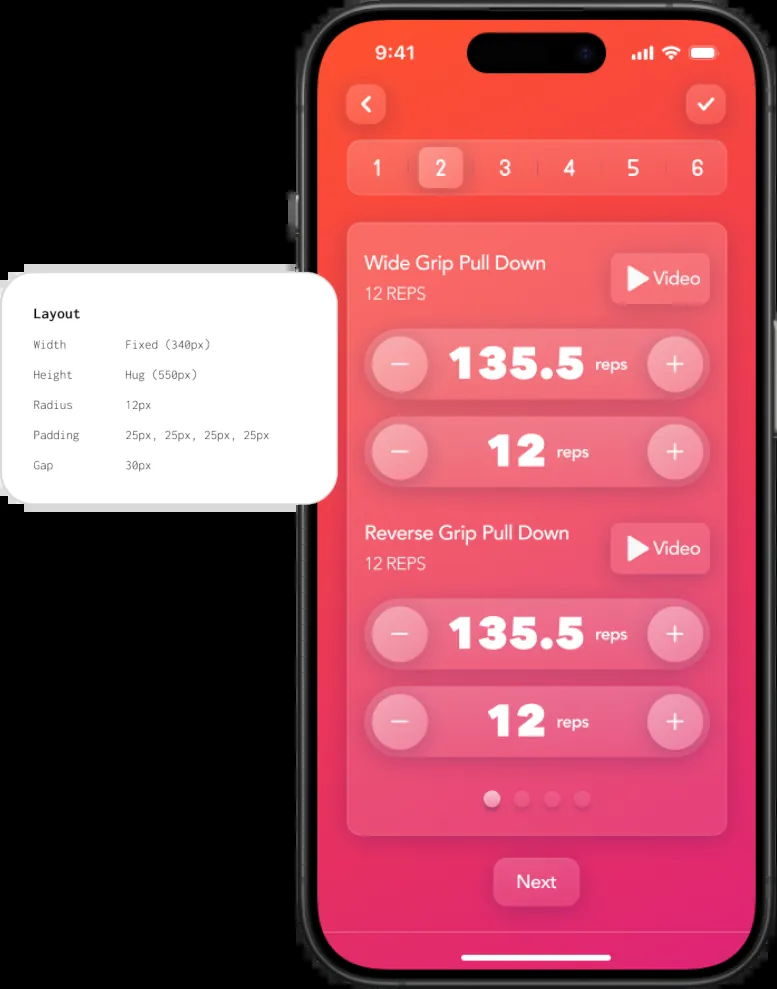 9:41
1 2 3 4 5 6
Wide Grip Pull Down
12 REPS
Video
135.5 reps
12 reps
Reverse Grip Pull Down
12 REPS
Video
135.5 reps
12 reps
Next
Layout
Width Fixed (340px)
Height Hug (550px)
Radius 12px
Padding 25px, 25px, 25px, 25px
Gap 30px